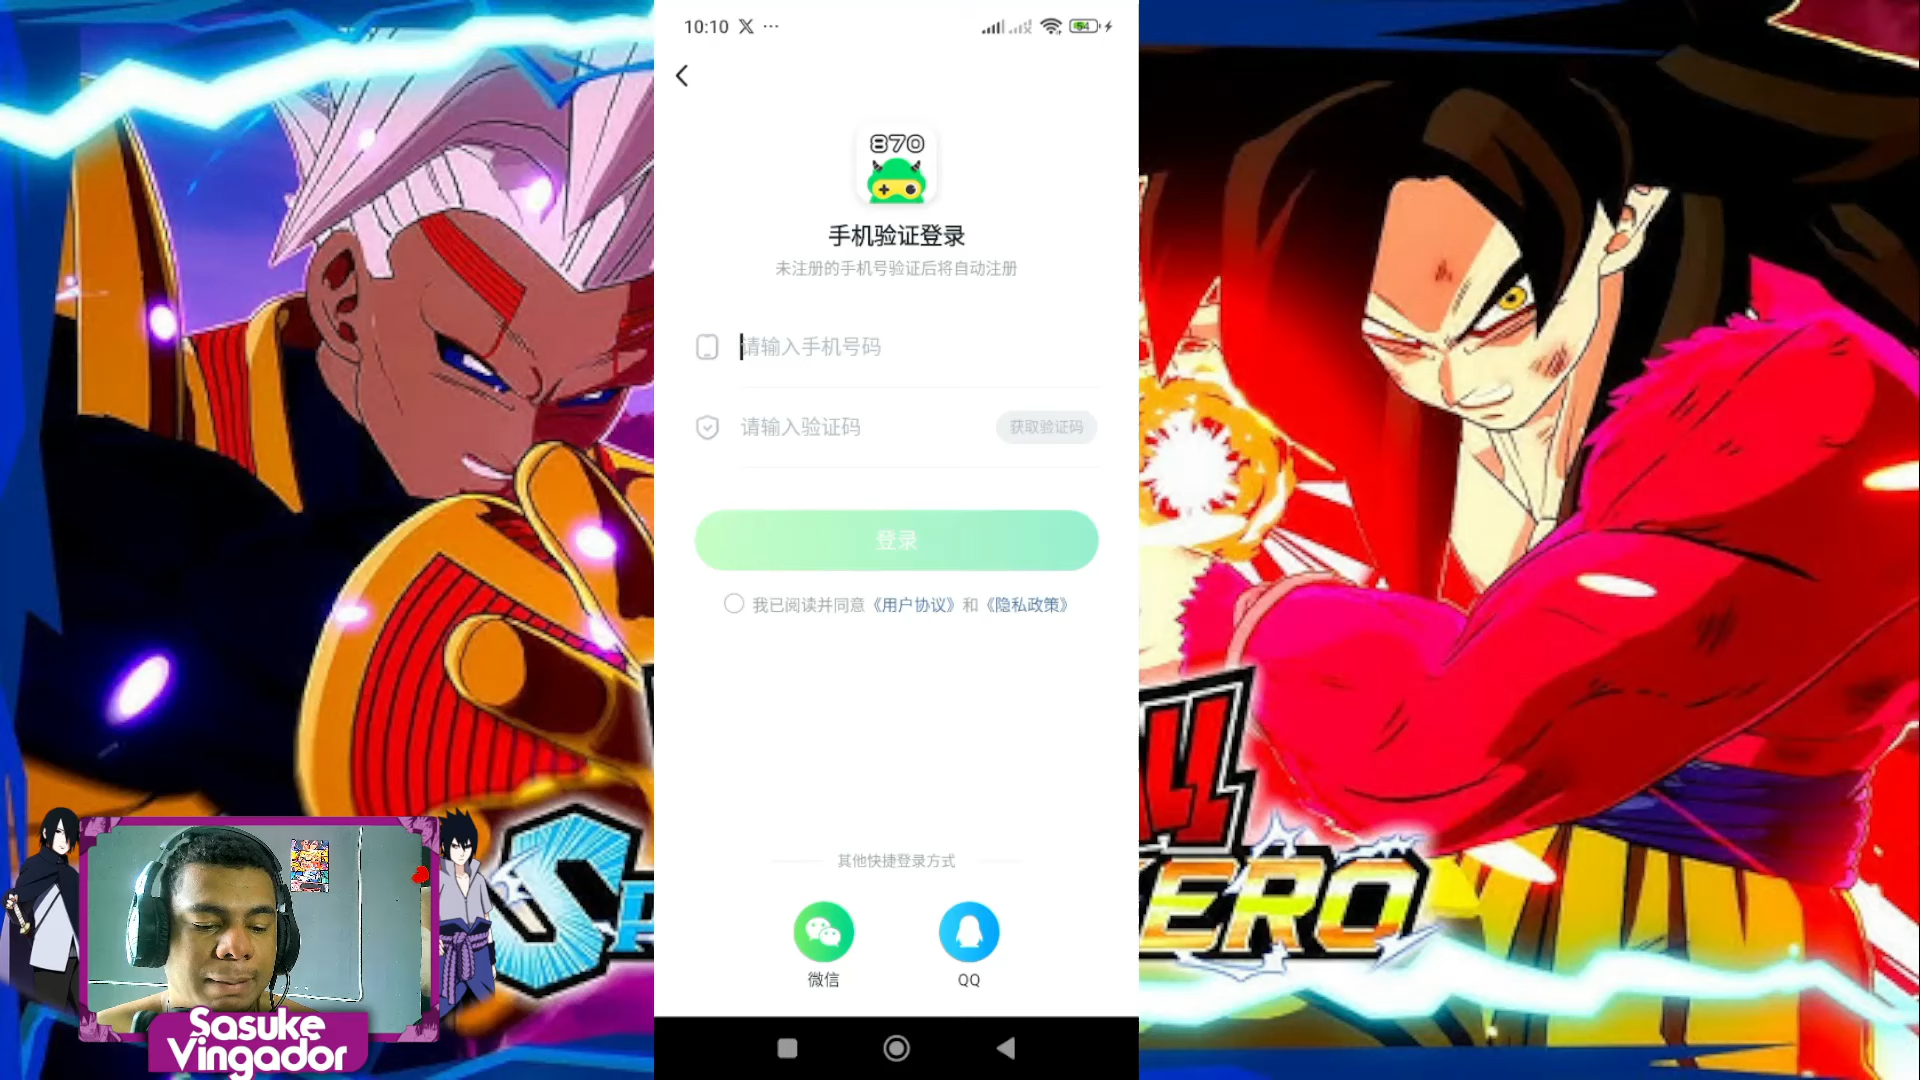 10:10
54
870
手机验证登录
未注册的手机号验证后将自动注册
请输入手机号码
请输入验证码
获取验证码
登录
我已阅读并同意《用户协议》和《隐私政策》
其他快捷登录方式
微信
QQ
ERO
Sasuke
Vingador